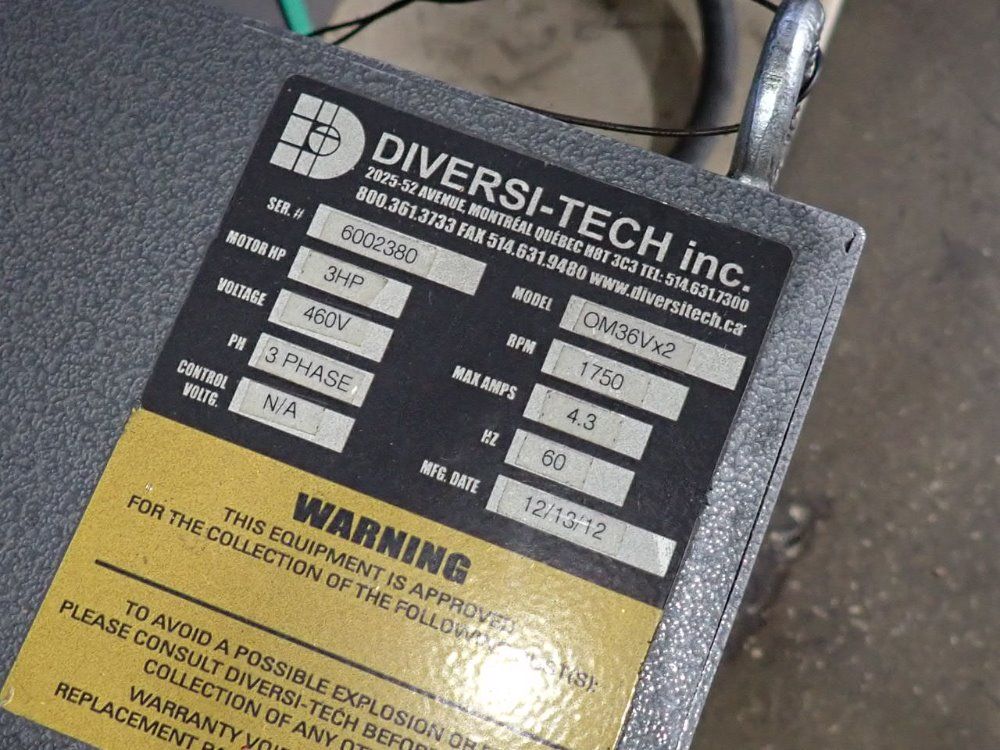 DIVERSI-TECH inc.
2025-52 AVENUE, MONTRÉAL QUÉBEC H8T 3C3 TEL: 514.631.7300
800.361.3733 FAX 514.631.9480 www.diversitech.ca
SER. # 6002380
MOTOR HP 3HP
VOLTAGE 460V
PH 3 PHASE
CONTROL
VOLTG. N/A
MODEL OM36Vx2
RPM 1750
MAX AMPS 4.3
HZ 60
MFG. DATE 12/13/12
WARNING
THIS EQUIPMENT IS APPROVED
FOR THE COLLECTION OF THE FOLLOWING
TO AVOID A POSSIBLE EXPLOSION OR
PLEASE CONSULT DIVERSI-TECH BEFORE
COLLECTION OF ANY
WARRANTY
REPLACEMENT